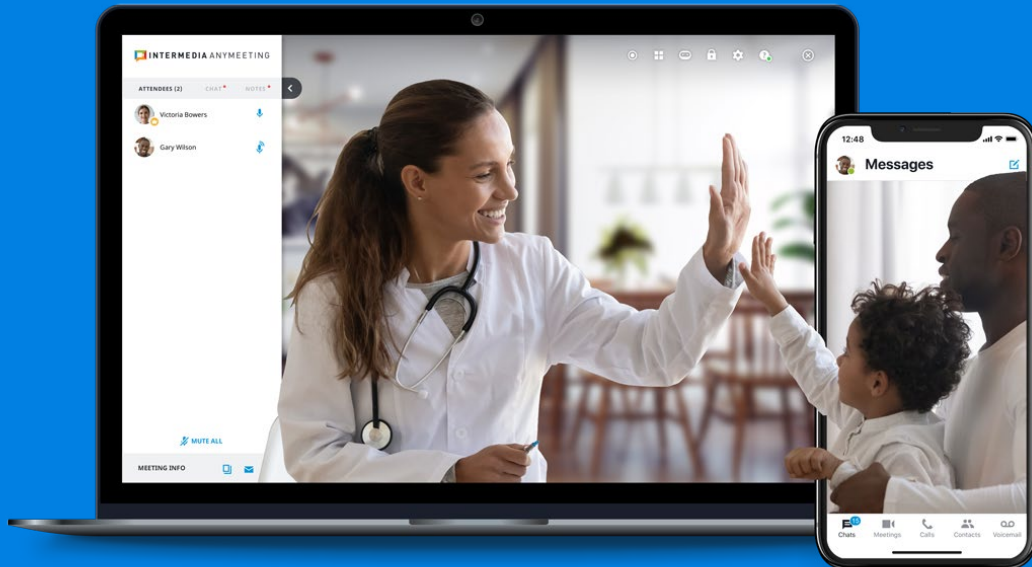 INTERMEDIA ANYMEETING
ATTENDEES (2) CHAT NOTES
Victoria Bowers
Gary Wilson
MUTE ALL
MEETING INFO
12:48
Messages
15
Chats Meetings Calls Contacts Voicemail